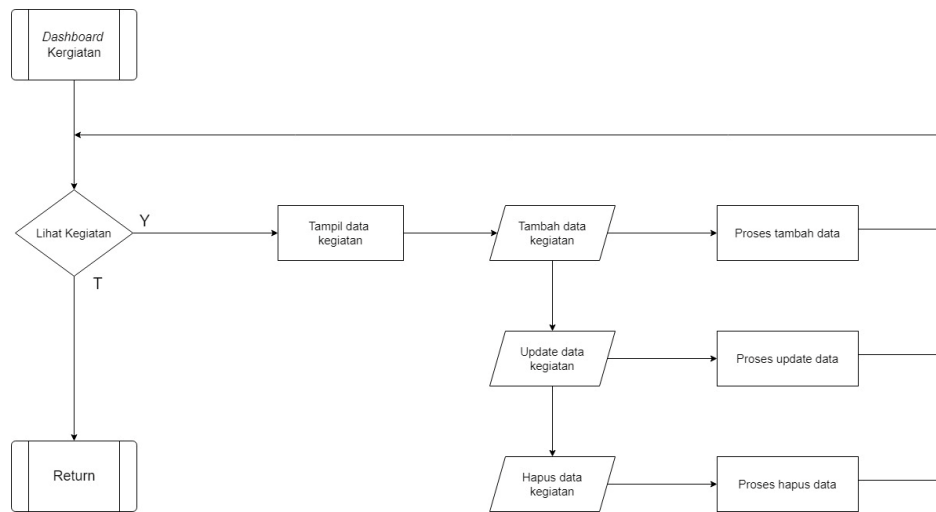 Dashboard
Kergiatan
Lihat Kegiatan
Y
T
Tampil data
kegiatan
Tambah data
kegiatan
Proses tambah data
Update data
kegiatan
Proses update data
Hapus data
kegiatan
Proses hapus data
Return